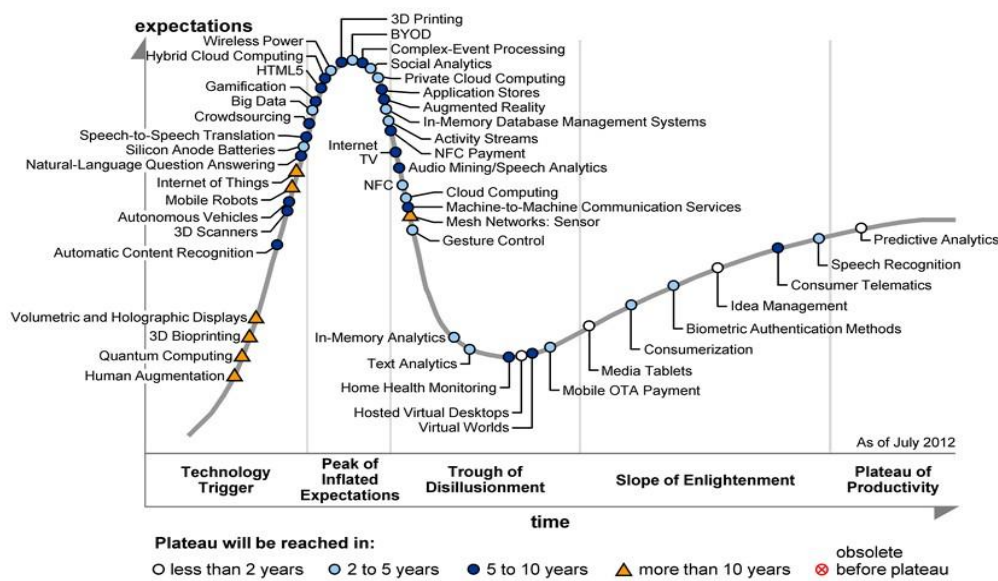 expectations
3D Printing
BYOD
Wireless Power
Complex-Event Processing
Hybrid Cloud Computing
Social Analytics
HTML5
Private Cloud Computing
Gamification
Application Stores
Big Data
Augmented Reality
Crowdsourcing
In-Memory Database Management Systems
Speech-to-Speech Translation
Activity Streams
Silicon Anode Batteries
Internet
TV
NFC Payment
Natural-Language Question Answering
Audio Mining/Speech Analytics
Internet of Things
NFC
Mobile Robots
Cloud Computing
Autonomous Vehicles
Machine-to-Machine Communication Services
3D Scanners
Mesh Networks: Sensor
Automatic Content Recognition
Gesture Control
Predictive Analytics
Speech Recognition
Consumer Telematics
Idea Management
Volumetric and Holographic Displays
Biometric Authentication Methods
3D Bioprinting
In-Memory Analytics
Consumerization
Quantum Computing
Text Analytics
Media Tablets
Human Augmentation
Home Health Monitoring
Mobile OTA Payment
Hosted Virtual Desktops
Virtual Worlds
As of July 2012
Technology
Trigger
Peak of
Inflated
Expectations
Trough of
Disillusionment
Slope of Enlightenment
Plateau of
Productivity
time
Plateau will be reached in:
less than 2 years
2 to 5 years
5 to 10 years
more than 10 years
obsolete
before plateau